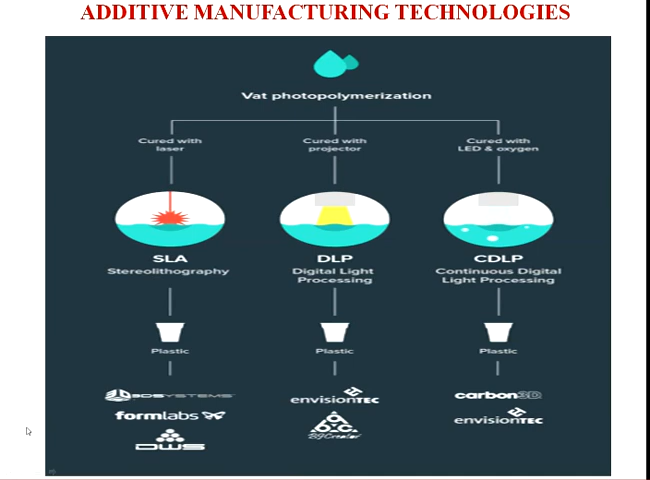 ADDITIVE MANUFACTURING TECHNOLOGIES
Vat photopolymerization
Cured with
laser
Cured with
projector
Cured with
LED & oxygen
SLA
Stereolithography
DLP
Digital Light
Processing
CDLP
Continuous Digital
Light Processing
Plastic
Plastic
Plastic
3DSYSTEMS
formlabs
DWS
envisionTEC
B9Creator
carbon3D
envisionTEC